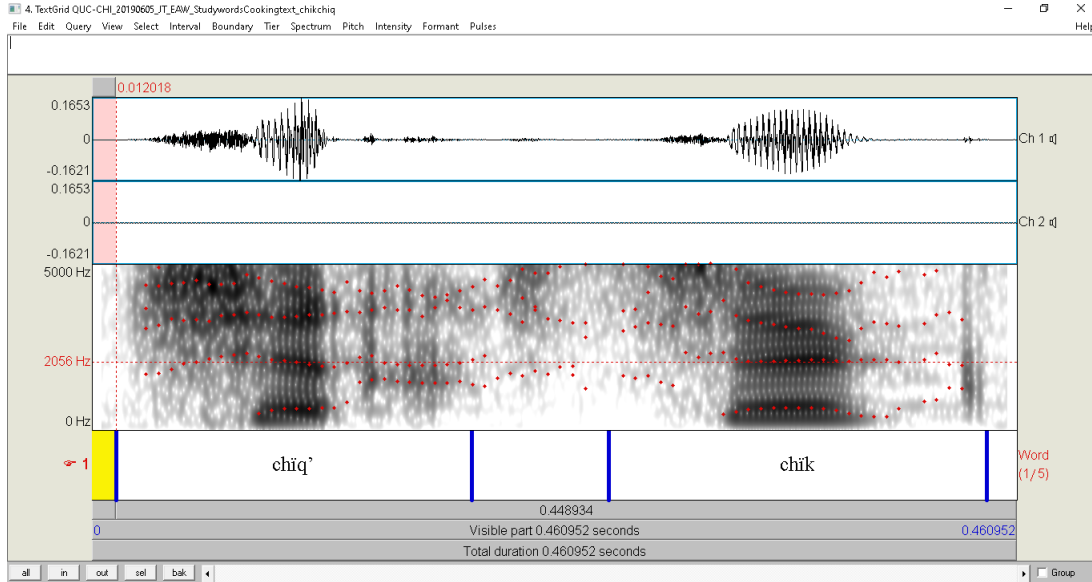 4. TextGrid QUC-CHI_20190605_JT_EAW_StudywordsCookingtext_chikchiq
File Edit Query View Select Interval Boundary Tier Spectrum Pitch Intensity Formant Pulses Help
0.012018
0.1653
0
-0.1621
Ch 1
0.1653
0
-0.1621
Ch 2
5000 Hz
2056 Hz
0 Hz
1
chïq’
chïk
Word
(1/5)
0.448934
0
Visible part 0.460952 seconds
0.460952
Total duration 0.460952 seconds
all in out sel bak Group